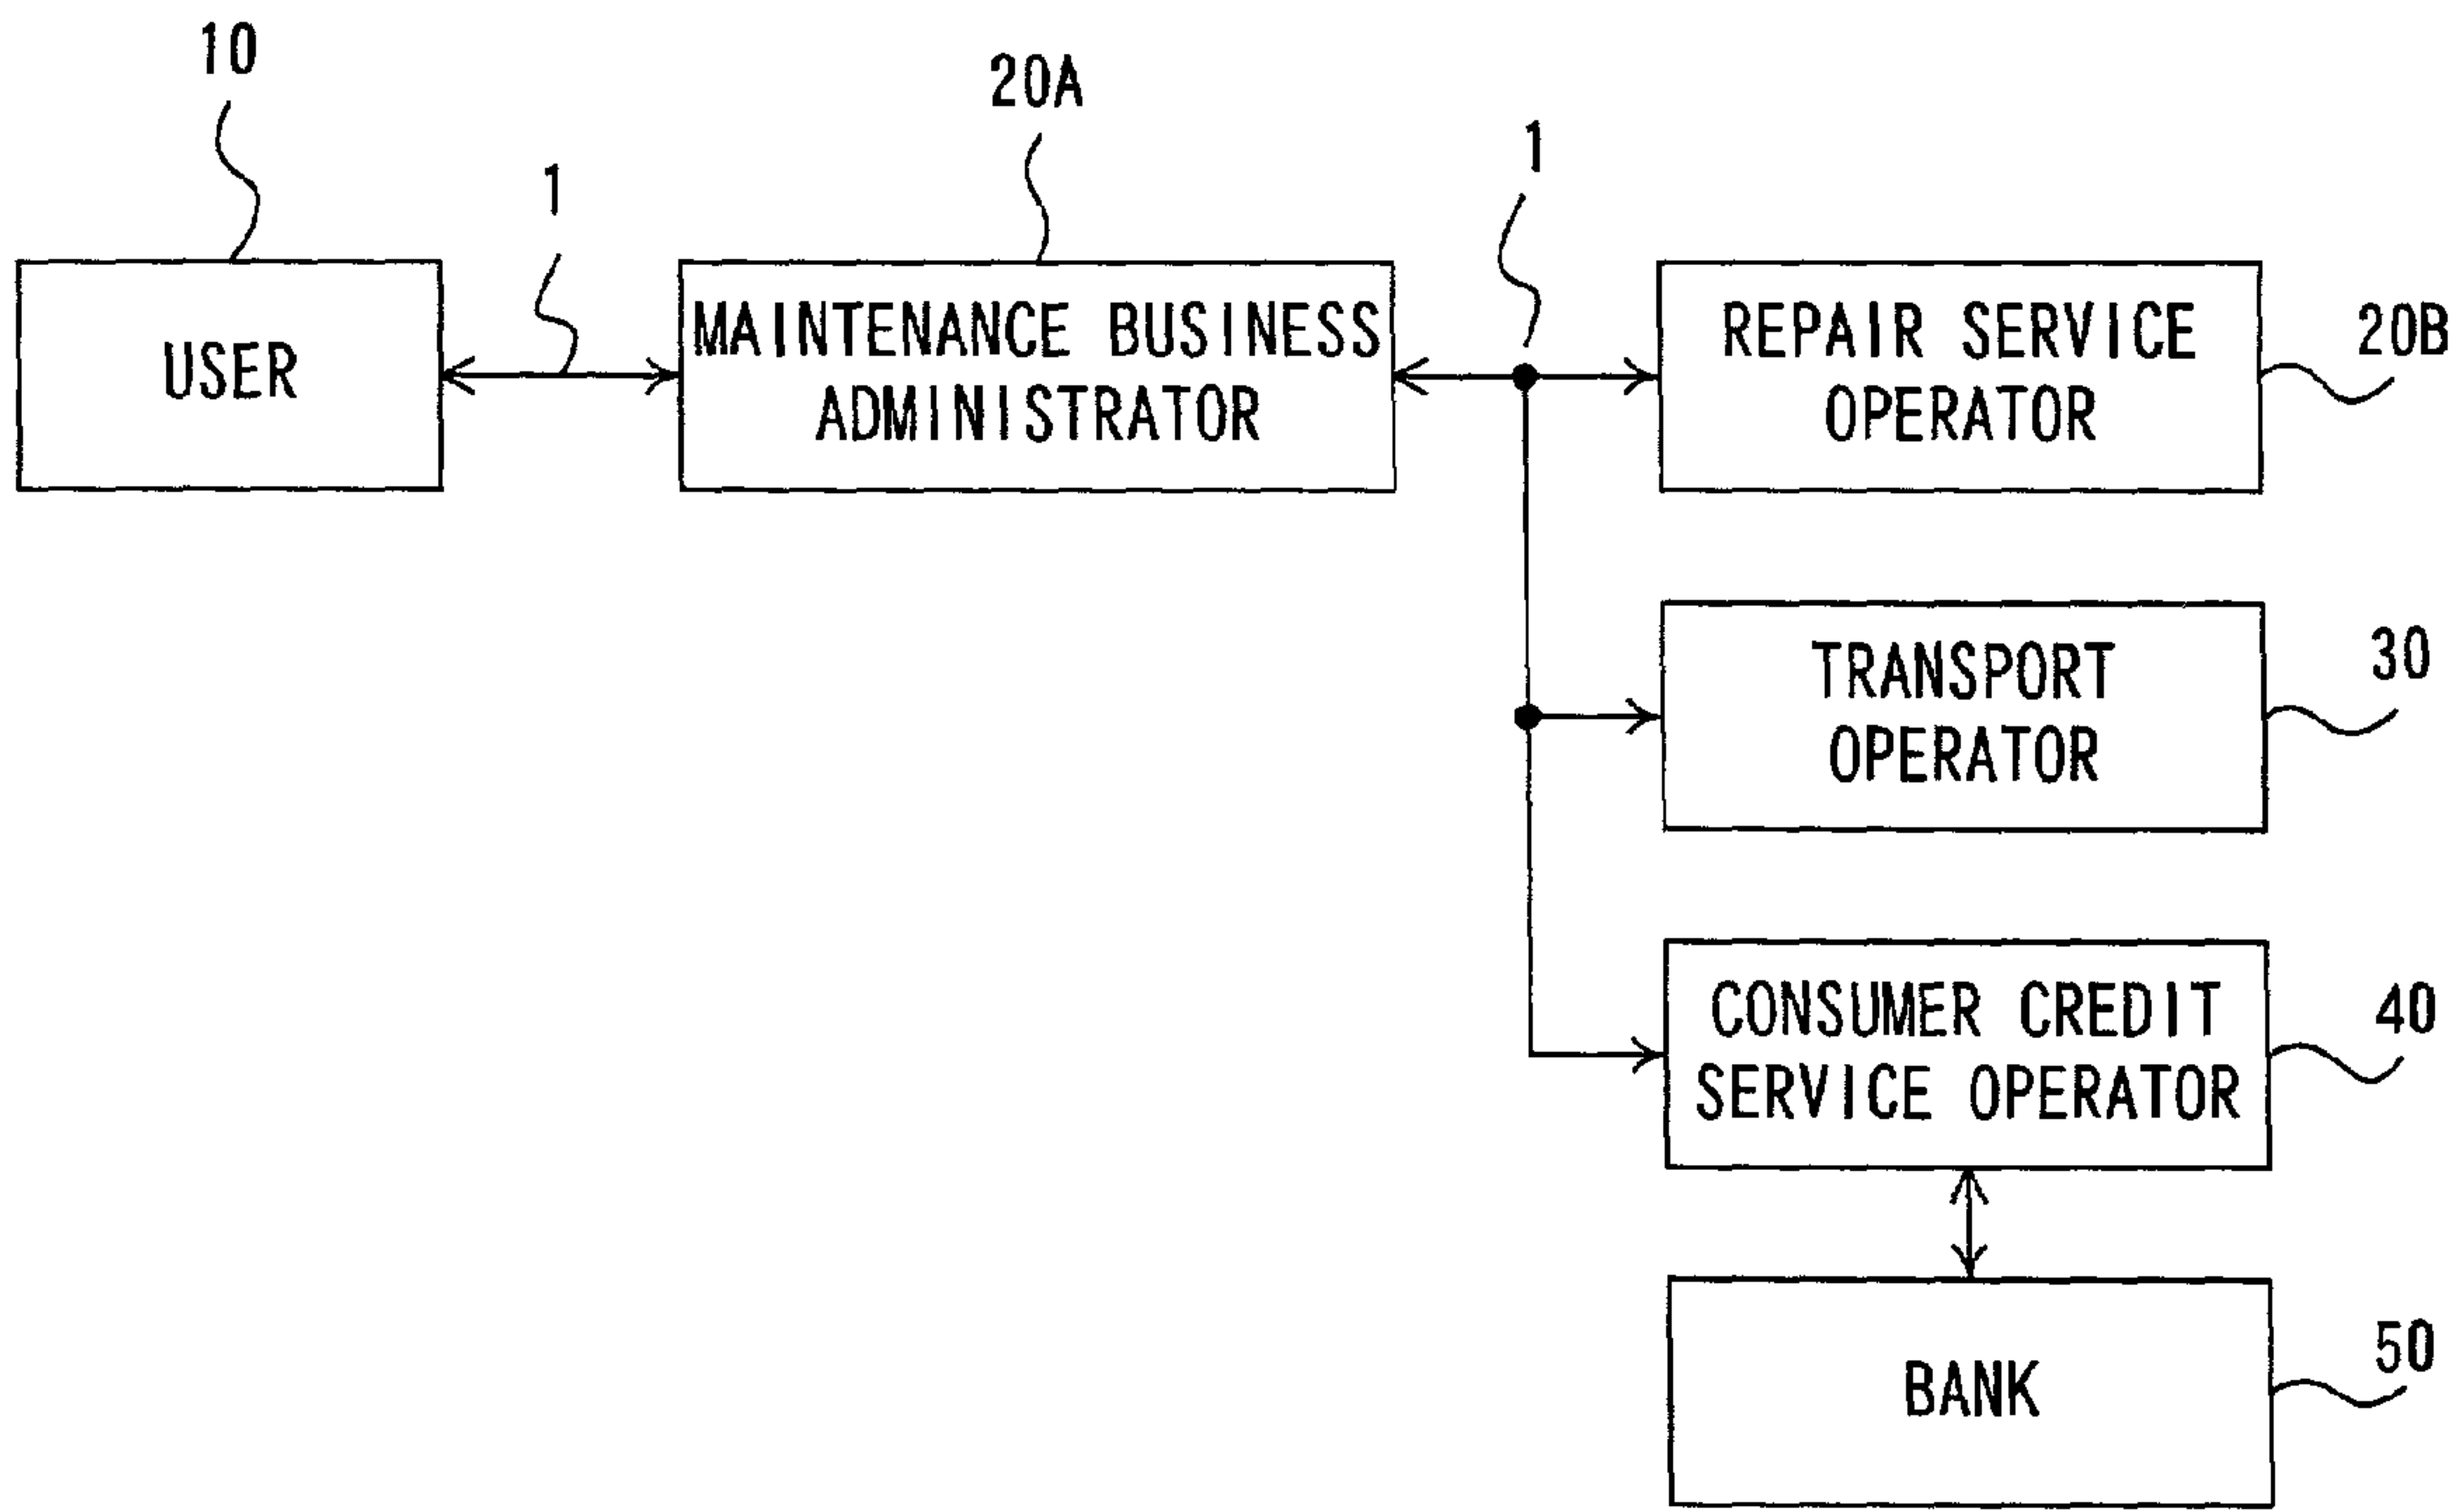 10
20A
1
1
USER
MAINTENANCE BUSINESS
ADMINISTRATOR
REPAIR SERVICE
OPERATOR
20B
TRANSPORT
OPERATOR
30
CONSUMER CREDIT
SERVICE OPERATOR
40
BANK
50